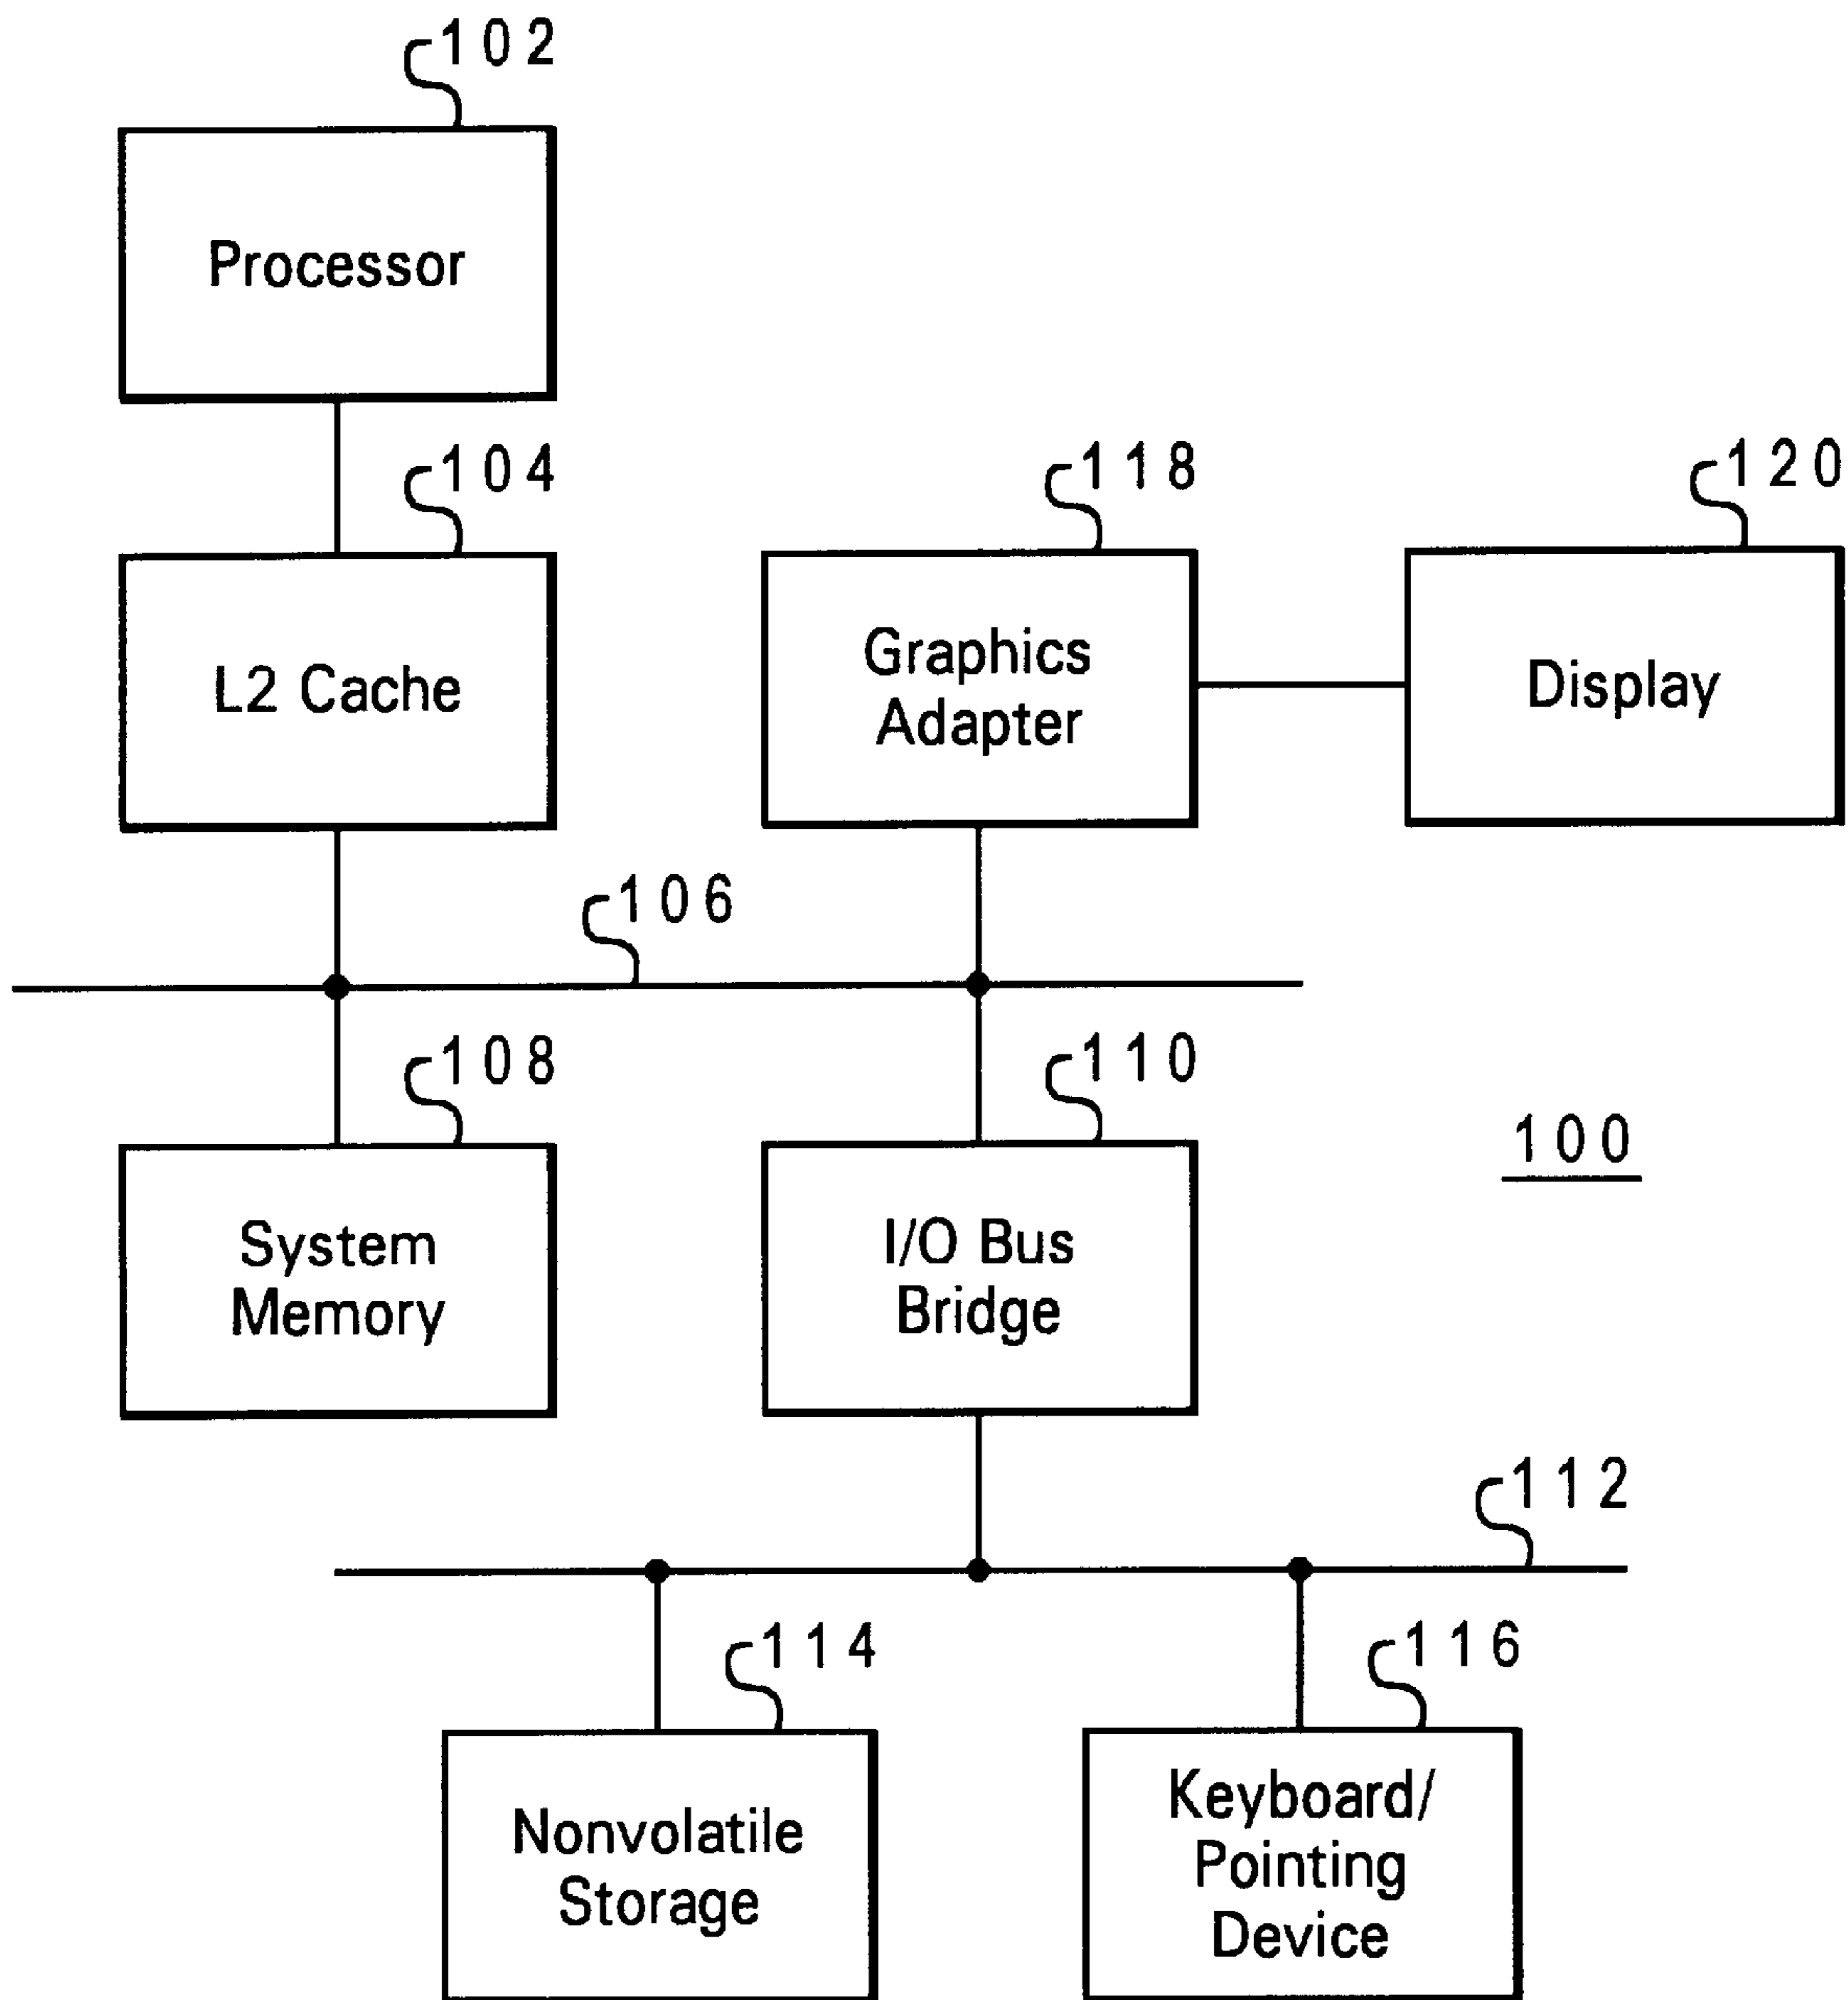 102
Processor
104
118
120
L2 Cache
Graphics
Adapter
Display
106
108
110
100
System
Memory
I/O Bus
Bridge
112
114
116
Nonvolatile
Storage
Keyboard/
Pointing
Device